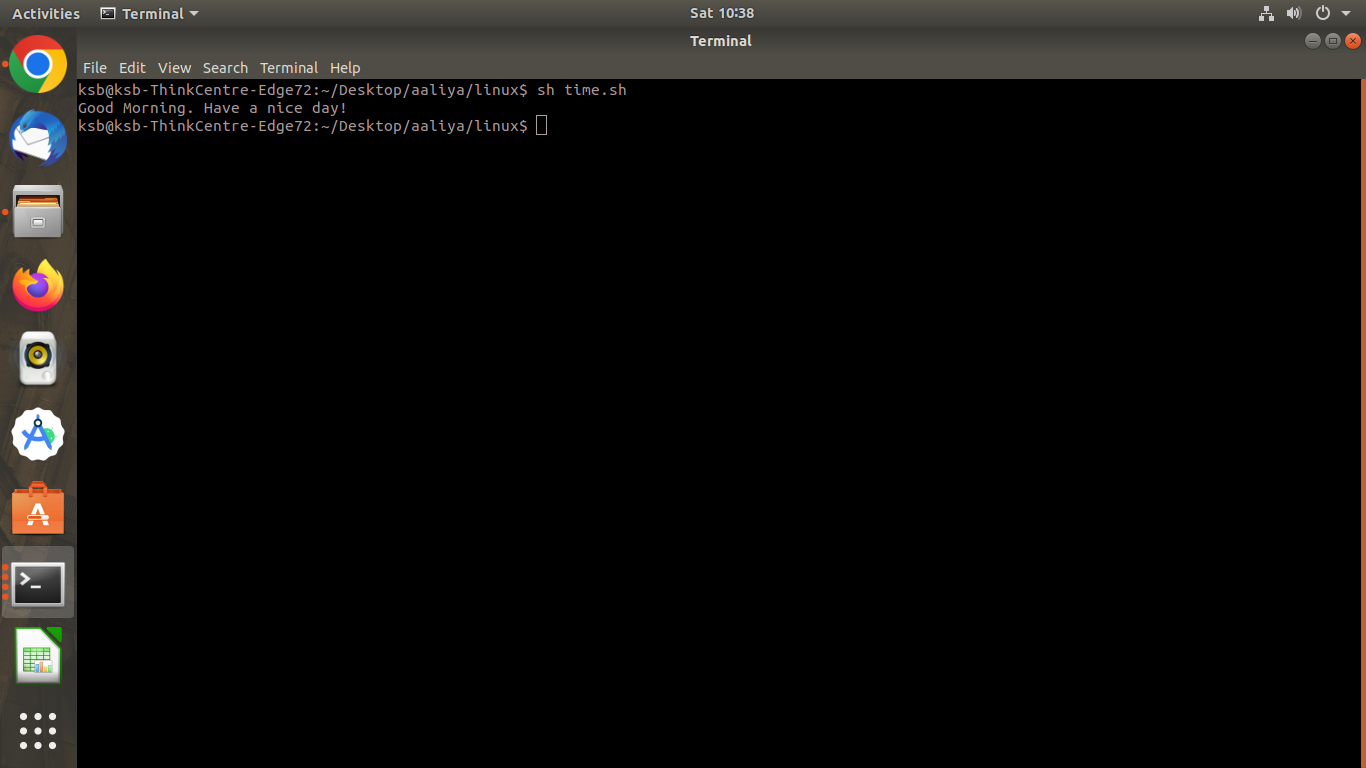 Activities Terminal Sat 10:38
Terminal
File Edit View Search Terminal Help
ksb@ksb-ThinkCentre-Edge72:~/Desktop/aaliya/linux$ sh time.sh
Good Morning. Have a nice day!
ksb@ksb-ThinkCentre-Edge72:~/Desktop/aaliya/linux$